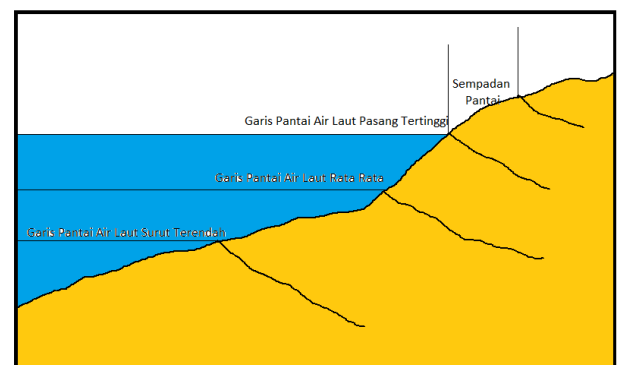 Sempadan
Pantai
Garis Pantai Air Laut Pasang Tertinggi
Garis Pantai Air Laut Rata Rata
Garis Pantai Air Laut Surut Terendah